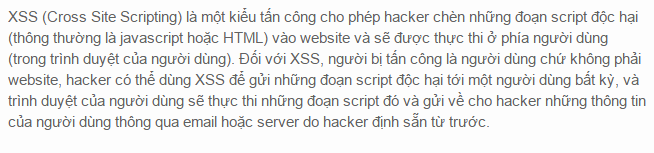 XSS (Cross Site Scripting) là một kiểu tấn công cho phép hacker chèn những đoạn script độc hại
(thông thường là javascript hoặc HTML) vào website và sẽ được thực thi ở phía người dùng
(trong trình duyệt của người dùng). Đối với XSS, người bị tấn công là người dùng chứ không phải
website, hacker có thể dùng XSS để gửi những đoạn script độc hại tới một người dùng bất kỳ, và
trình duyệt của người dùng sẽ thực thi những đoạn script đó và gửi về cho hacker những thông tin
của người dùng thông qua email hoặc server do hacker định sẵn từ trước.